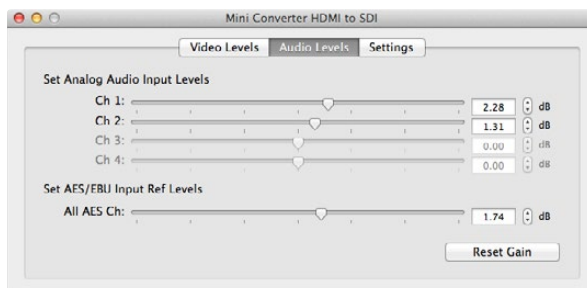 Mini Converter HDMI to SDI
Video Levels Audio Levels Settings
Set Analog Audio Input Levels
Ch 1: 2.28 dB
Ch 2: 1.31 dB
Ch 3: 0.00 dB
Ch 4: 0.00 dB
Set AES/EBU Input Ref Levels
All AES Ch: 1.74 dB
Reset Gain